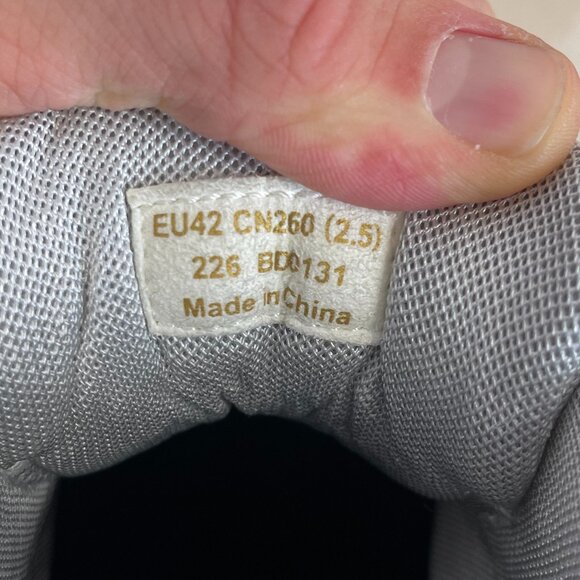 EU42 CN260 (2.5)
226 BD0131
Made in China